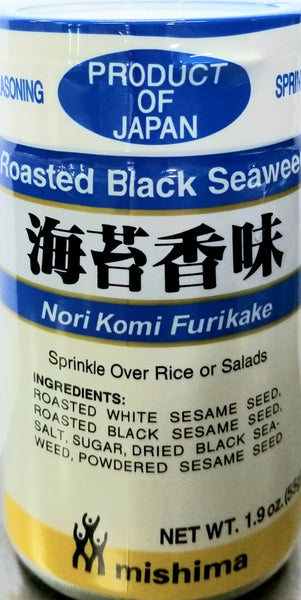 PRODUCT
OF
JAPAN
ASONING
SPRIN
Roasted Black Seawee
海苔香味
Nori Komi Furikake
Sprinkle Over Rice or Salads
INGREDIENTS:
ROASTED WHITE SESAME SEED,
ROASTED BLACK SESAME SEED,
SALT, SUGAR, DRIED BLACK SEA-
WEED, POWDERED SESAME SEED
NET WT. 1.9 oz. (55
mishima